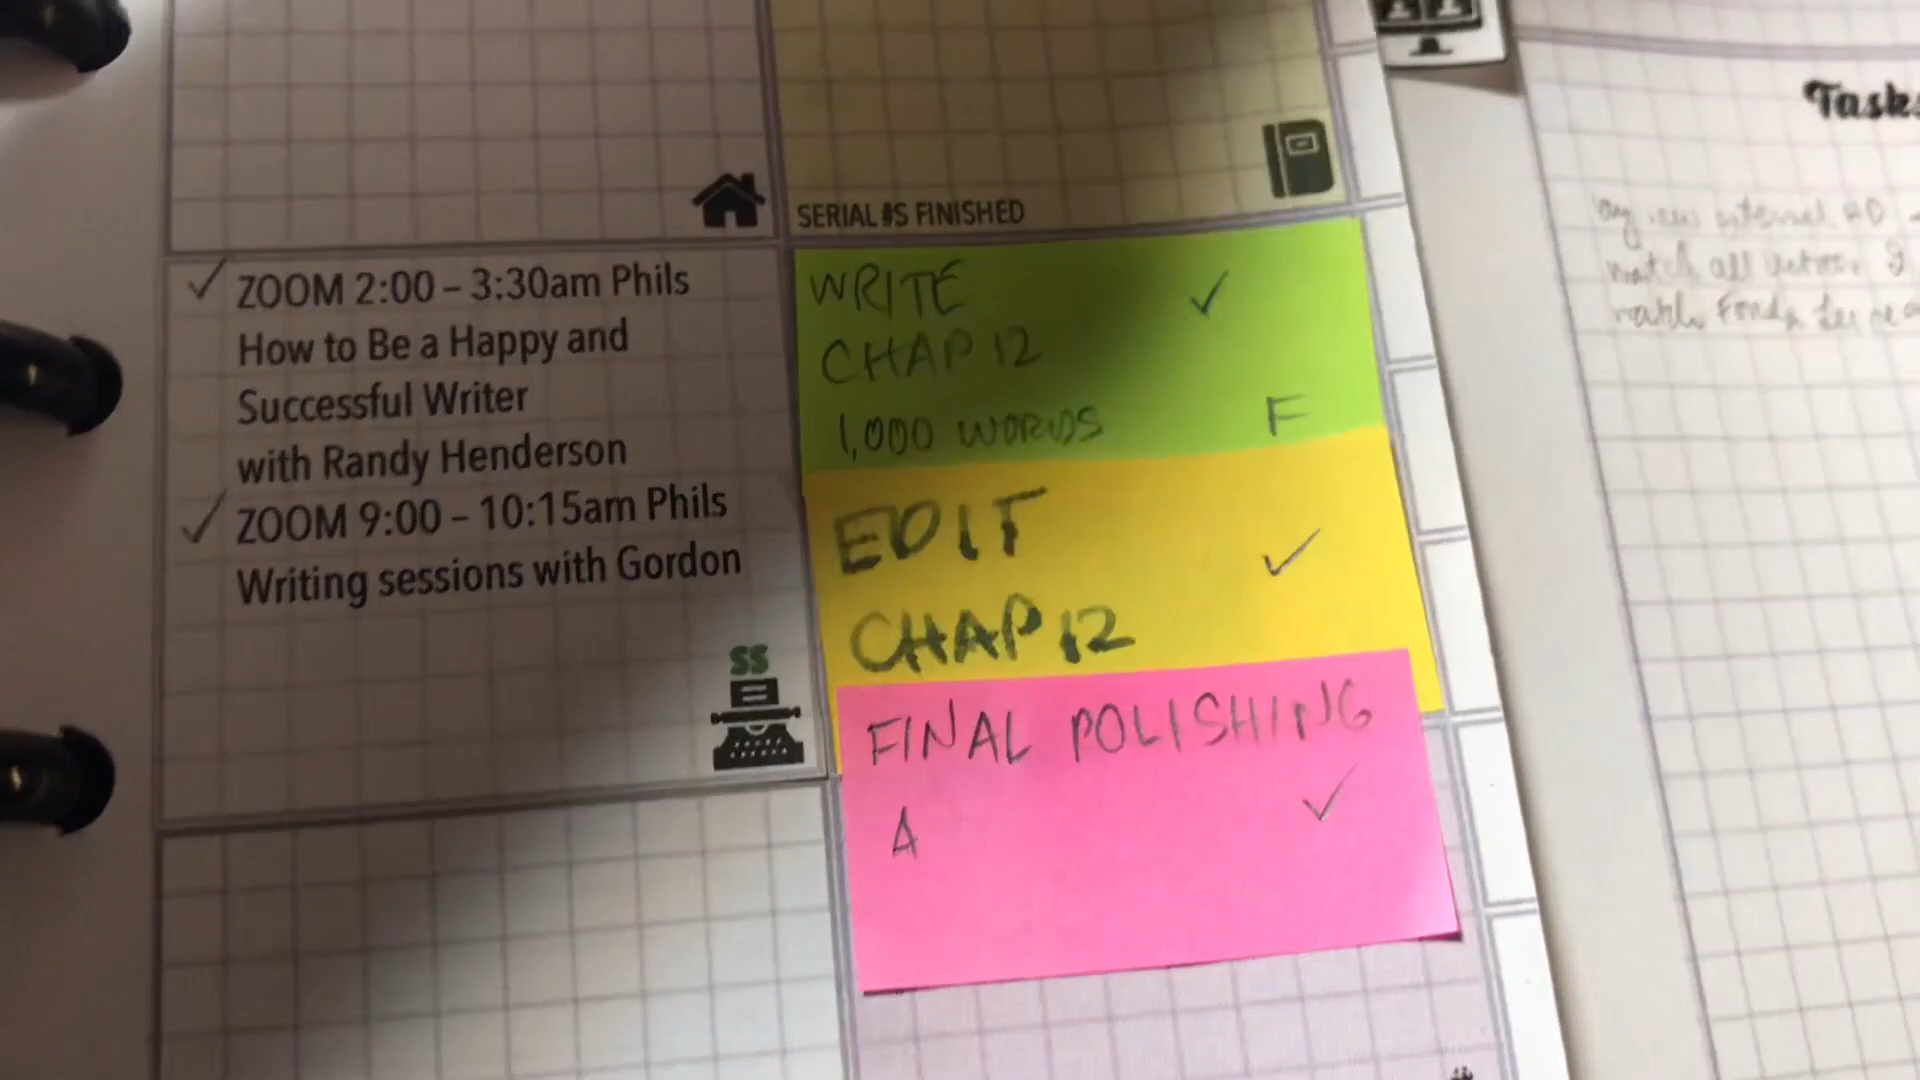 SERIAL #S FINISHED
✓ ZOOM 2:00 – 3:30am Phils
How to Be a Happy and
Successful Writer
with Randy Henderson
✓ ZOOM 9:00 – 10:15am Phils
Writing sessions with Gordon
SS
WRITE ✓
CHAP 12
1,000 WORDS F
EDIT ✓
CHAP 12
FINAL POLISHING
A ✓
Tasks